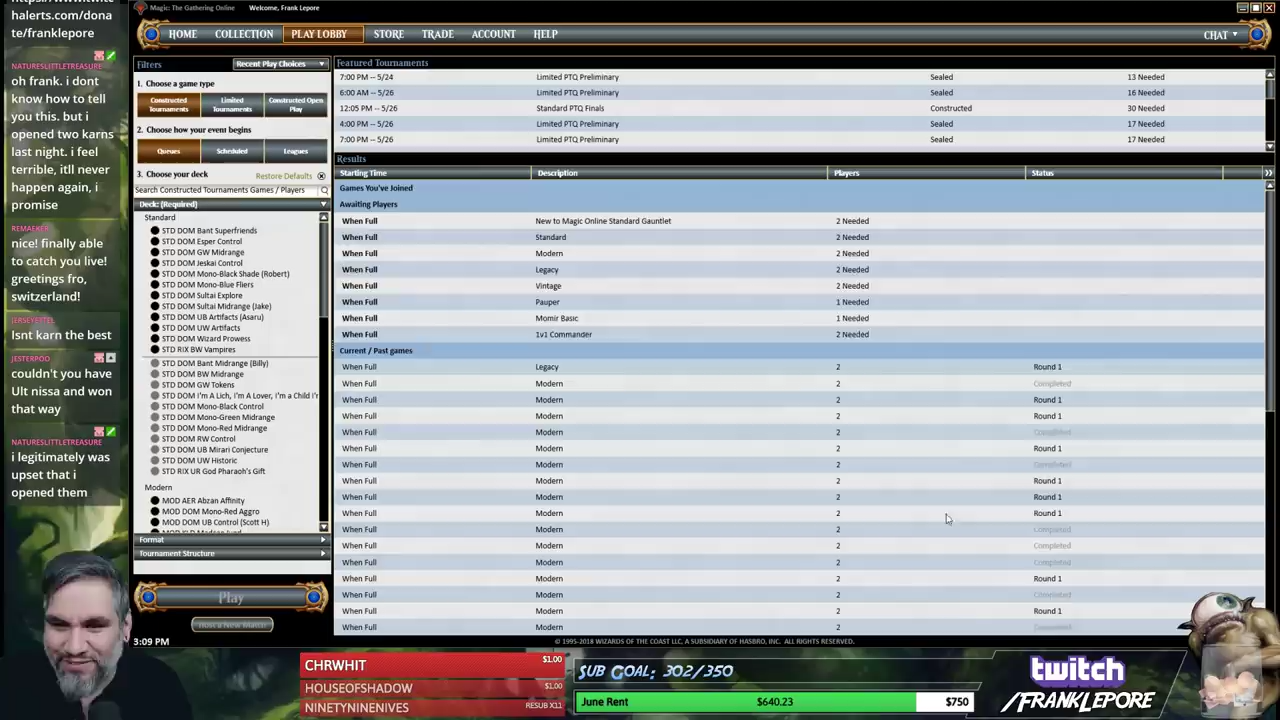 https://www.twitc
halerts.com/dona
te/franklepore
NATURESLITTLETREASURE
oh frank. i dont
know how to tell
you this. but i
opened two karns
last night. i feel
terrible, itll never
happen again, i
promise
REMAEKER
nice! finally able
to catch you live!
greetings fro,
switzerland!
JERSEYFETEL
Isnt karn the best
JESTERPOD
couldn't you have
Ult nissa and won
that way
NATURESLITTLETREASURE
i legitimately was
upset that i
opened them
Magic: The Gathering Online Welcome, Frank Lepore
HOME COLLECTION PLAY LOBBY STORE TRADE ACCOUNT HELP CHAT
Filters Recent Play Choices
1. Choose a game type
Constructed Tournaments
Limited Tournaments
Constructed Open Play
2. Choose how your event begins
Queues Scheduled Leagues
3. Choose your deck Restore Defaults
Search Constructed Tournaments Games / Players
Deck: (Required)
Standard
STD DOM Bant Superfriends
STD DOM Esper Control
STD DOM GW Midrange
STD DOM Jeskai Control
STD DOM Mono-Black Shade (Robert)
STD DOM Mono-Blue Fliers
STD DOM Sultai Explore
STD DOM Sultai Midrange (Jake)
STD DOM UB Artifacts (Asaru)
STD DOM UW Artifacts
STD DOM Wizard Prowess
STD RIX BW Vampires
STD DOM Bant Midrange (Billy)
STD DOM BW Midrange
STD DOM GW Tokens
STD DOM I'm A Lich, I'm A Lover, I'm a Child I'r
STD DOM Mono-Black Control
STD DOM Mono-Green Midrange
STD DOM Mono-Red Midrange
STD DOM RW Control
STD DOM UB Mirari Conjecture
STD DOM UW Historic
STD RIX UR God Pharaoh's Gift
Modern
MOD AER Abzan Affinity
MOD DOM Mono-Red Aggro
MOD DOM UB Control (Scott H)
Format
Tournament Structure
Play
Host a New Match
3:09 PM
Featured Tournaments
7:00 PM -- 5/24 Limited PTQ Preliminary Sealed 13 Needed
6:00 AM -- 5/26 Limited PTQ Preliminary Sealed 16 Needed
12:05 PM -- 5/26 Standard PTQ Finals Constructed 30 Needed
4:00 PM -- 5/26 Limited PTQ Preliminary Sealed 17 Needed
7:00 PM -- 5/26 Limited PTQ Preliminary Sealed 17 Needed
Results
Starting Time Description Players Status
Games You've Joined
Awaiting Players
When Full New to Magic Online Standard Gauntlet 2 Needed
When Full Standard 2 Needed
When Full Modern 2 Needed
When Full Legacy 2 Needed
When Full Vintage 2 Needed
When Full Pauper 1 Needed
When Full Momir Basic 1 Needed
When Full 1v1 Commander 2 Needed
Current / Past games
When Full Legacy 2 Round 1
When Full Modern 2 Completed
When Full Modern 2 Round 1
When Full Modern 2 Round 1
When Full Modern 2 Completed
When Full Modern 2 Round 1
When Full Modern 2 Completed
When Full Modern 2 Round 1
When Full Modern 2 Round 1
When Full Modern 2 Round 1
When Full Modern 2 Completed
When Full Modern 2 Completed
When Full Modern 2 Completed
When Full Modern 2 Round 1
When Full Modern 2 Completed
When Full Modern 2 Round 1
When Full Modern 2 Completed
© 1995-2018 WIZARDS OF THE COAST LLC, A SUBSIDIARY OF HASBRO, INC. ALL RIGHTS RESERVED.
CHRWHIT $1.00
HOUSEOFSHADOW $1.00
NINETYNINENIVES RESUB X11
SUB GOAL: 302/350
June Rent $640.23 $750
twitch
/FRANKLEPORE